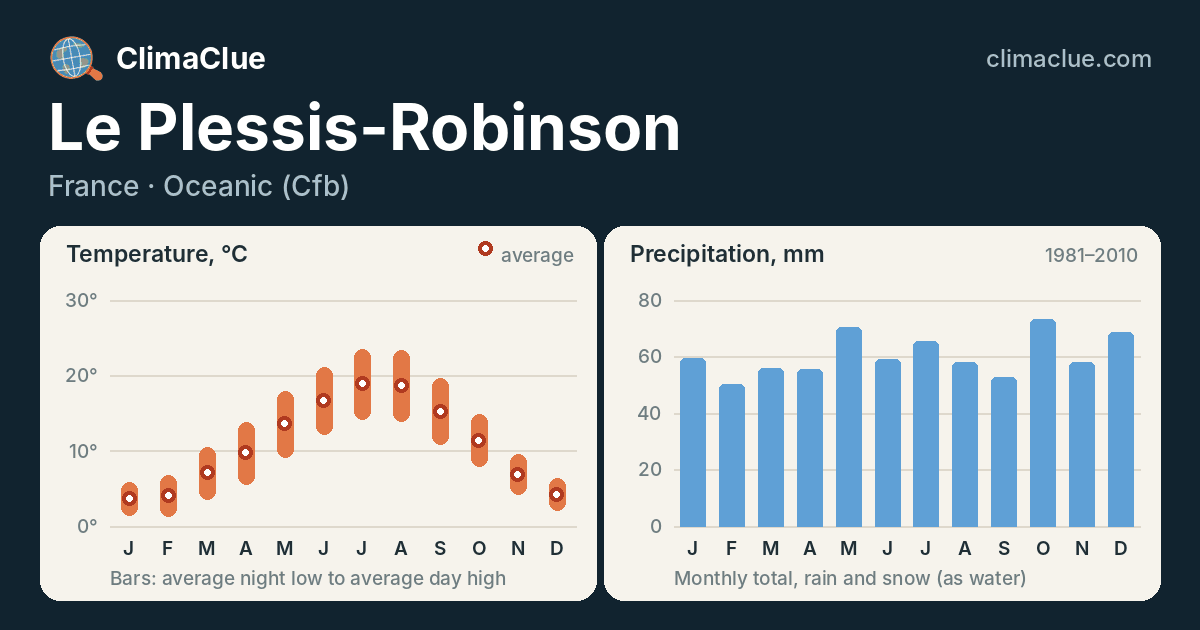 ClimaClue
climaclue.com
Le Plessis-Robinson
France · Oceanic (Cfb)
Temperature, °C
average
30°
20°
10°
0°
J F M A M J J A S O N D
Bars: average night low to average day high
Precipitation, mm
1981–2010
80
60
40
20
0
J F M A M J J A S O N D
Monthly total, rain and snow (as water)